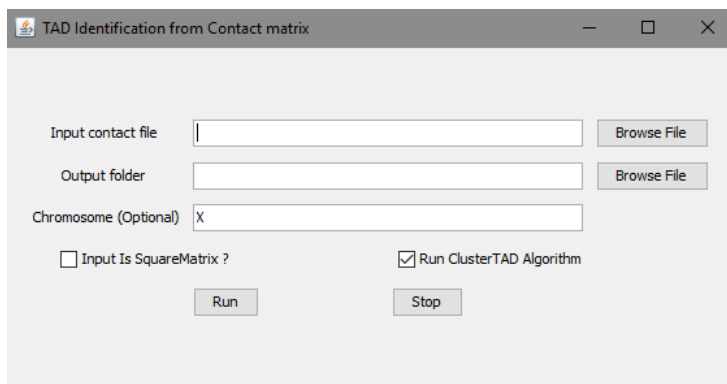 TAD Identification from Contact matrix
Input contact file Browse File
Output folder Browse File
Chromosome (Optional) X
Input Is SquareMatrix ? Run ClusterTAD Algorithm
Run Stop